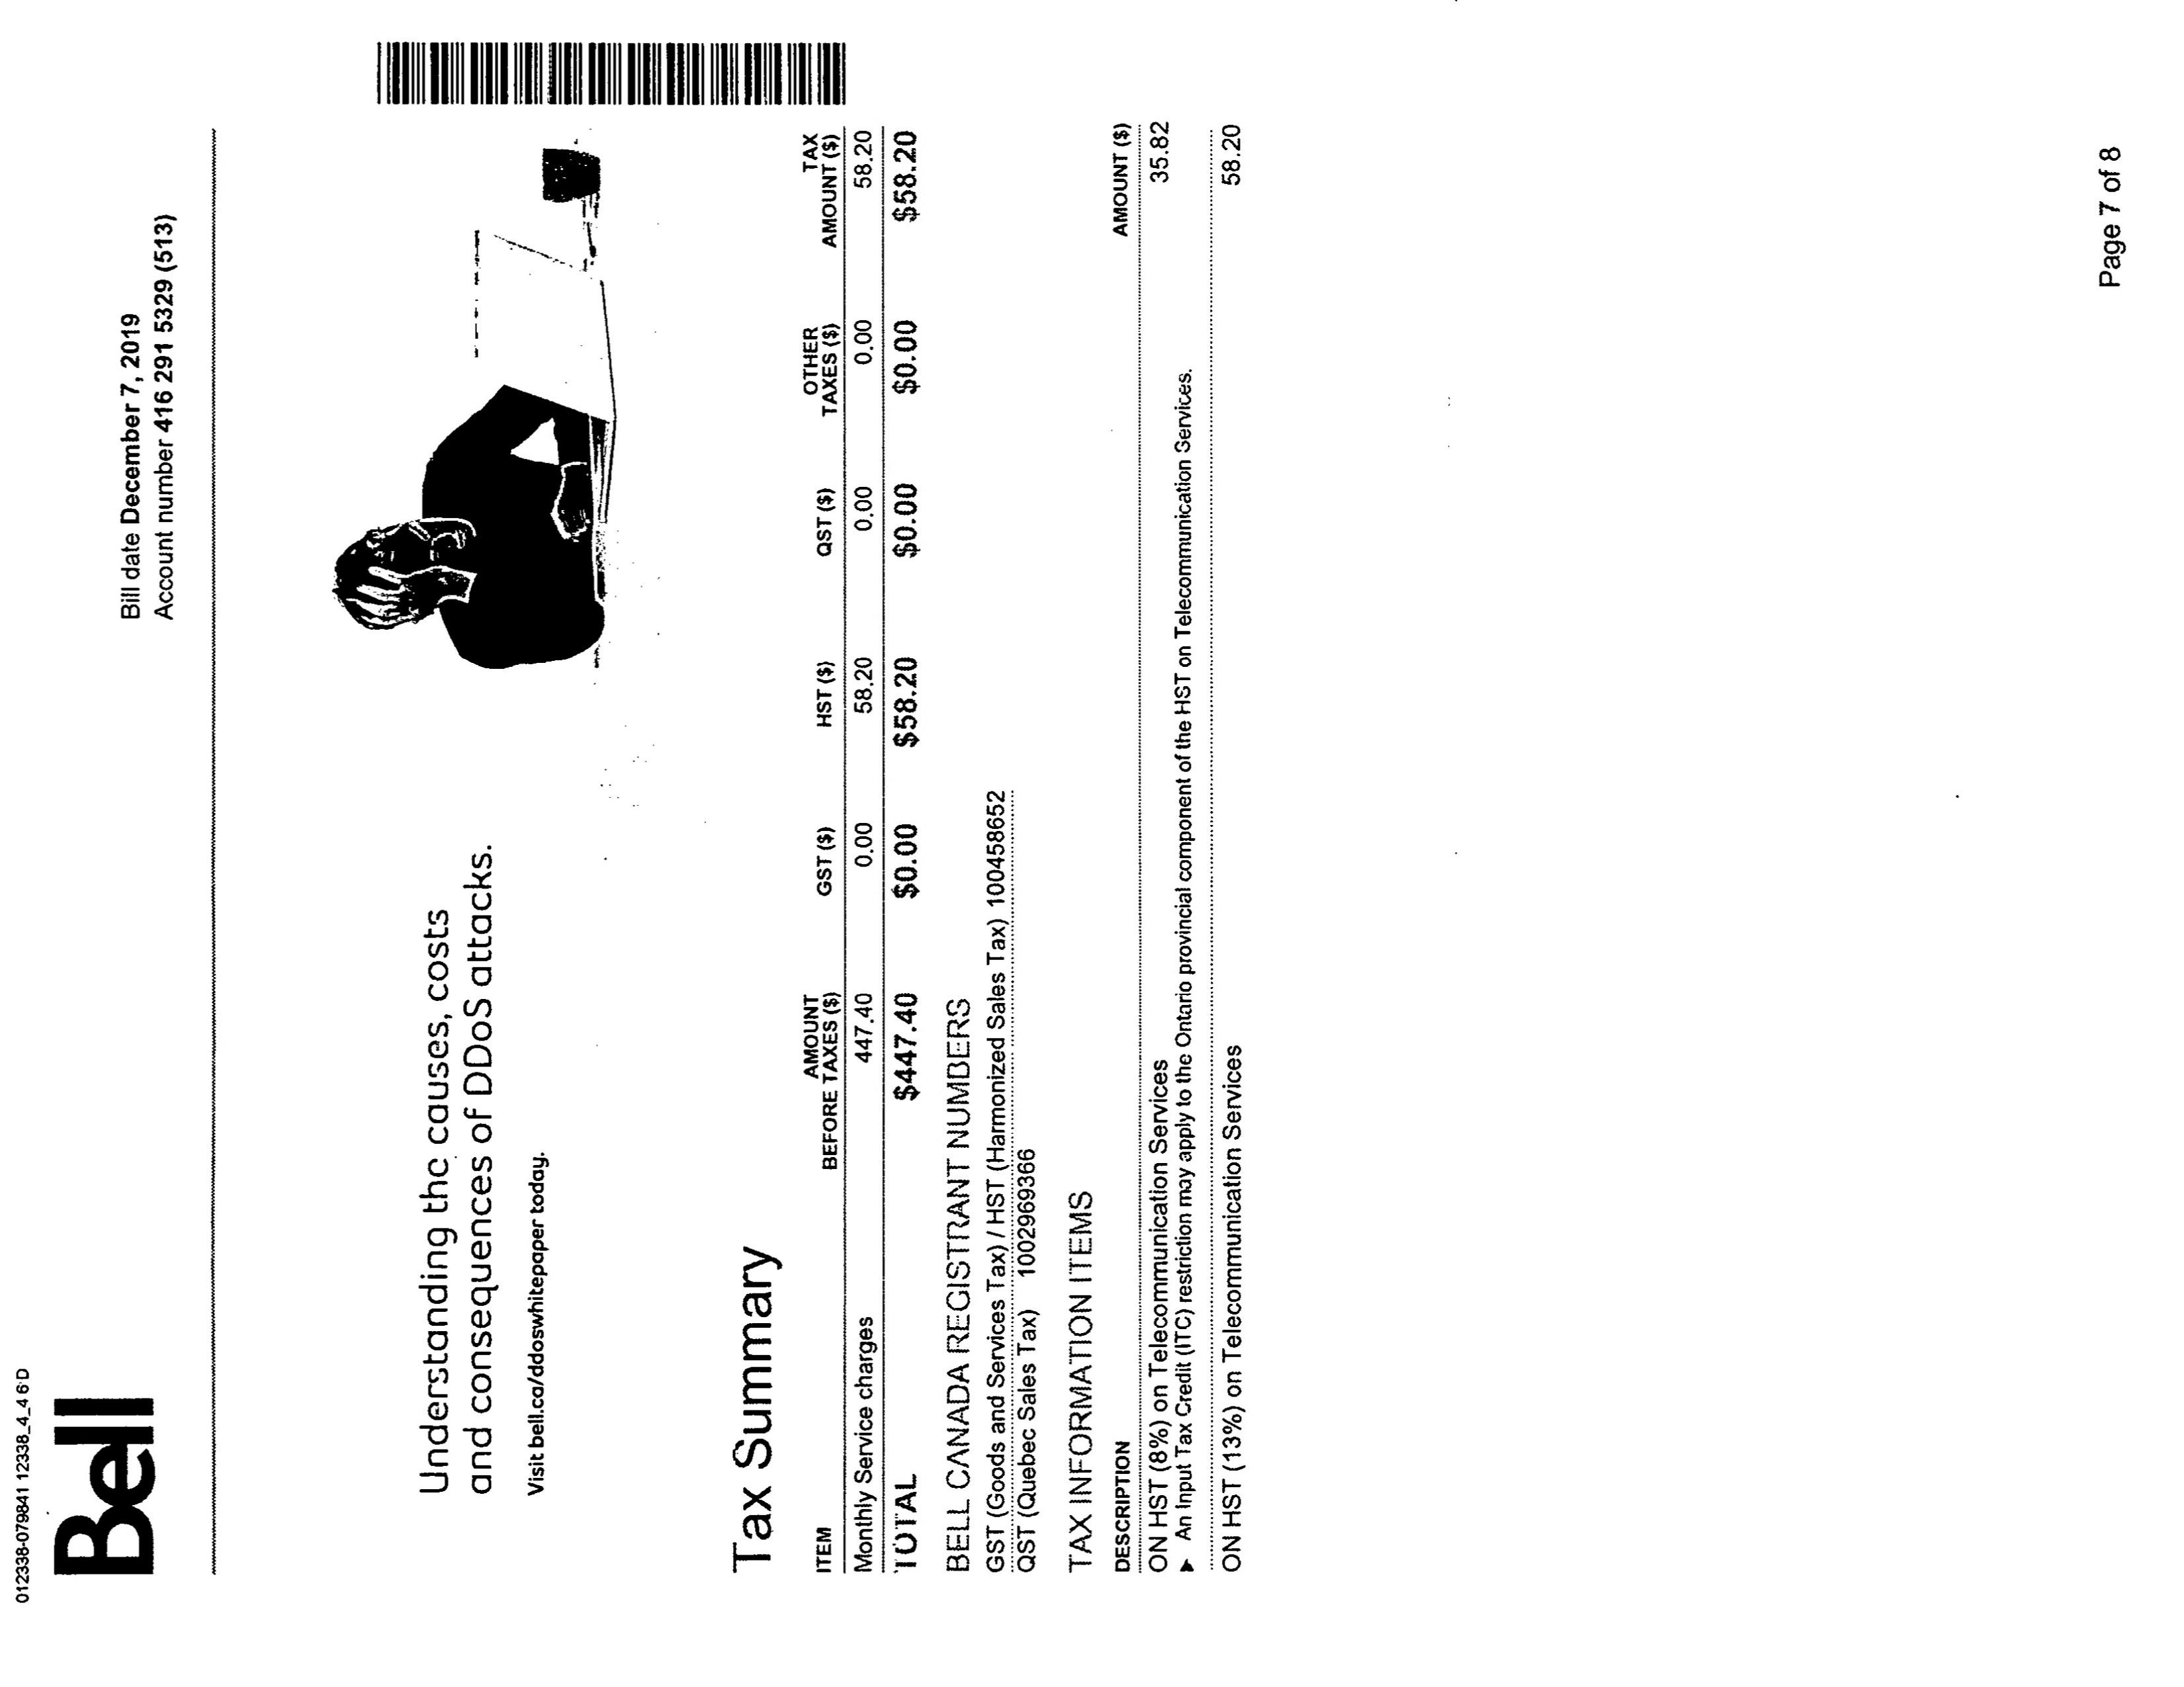 012338-079841 12338_4_4 6·D
Bell
Bill date December 7, 2019
Account number 416 291 5329 (513)
Understanding the causes, costs
and consequences of DDoS attacks.
Visit bell.ca/ddoswhitepaper today.
Tax Summary
ITEM AMOUNT BEFORE TAXES ($) GST ($) HST ($) QST ($) OTHER TAXES ($) TAX AMOUNT ($)
Monthly Service charges 447.40 0.00 58.20 0.00 0.00 58.20
TOTAL $447.40 $0.00 $58.20 $0.00 $0.00 $58.20
BELL CANADA REGISTRANT NUMBERS
GST (Goods and Services Tax) / HST (Harmonized Sales Tax) 100458652
QST (Quebec Sales Tax) 1002969366
TAX INFORMATION ITEMS
DESCRIPTION AMOUNT ($)
ON HST (8%) on Telecommunication Services 35.82
► An Input Tax Credit (ITC) restriction may apply to the Ontario provincial component of the HST on Telecommunication Services.
ON HST (13%) on Telecommunication Services 58.20
Page 7 of 8